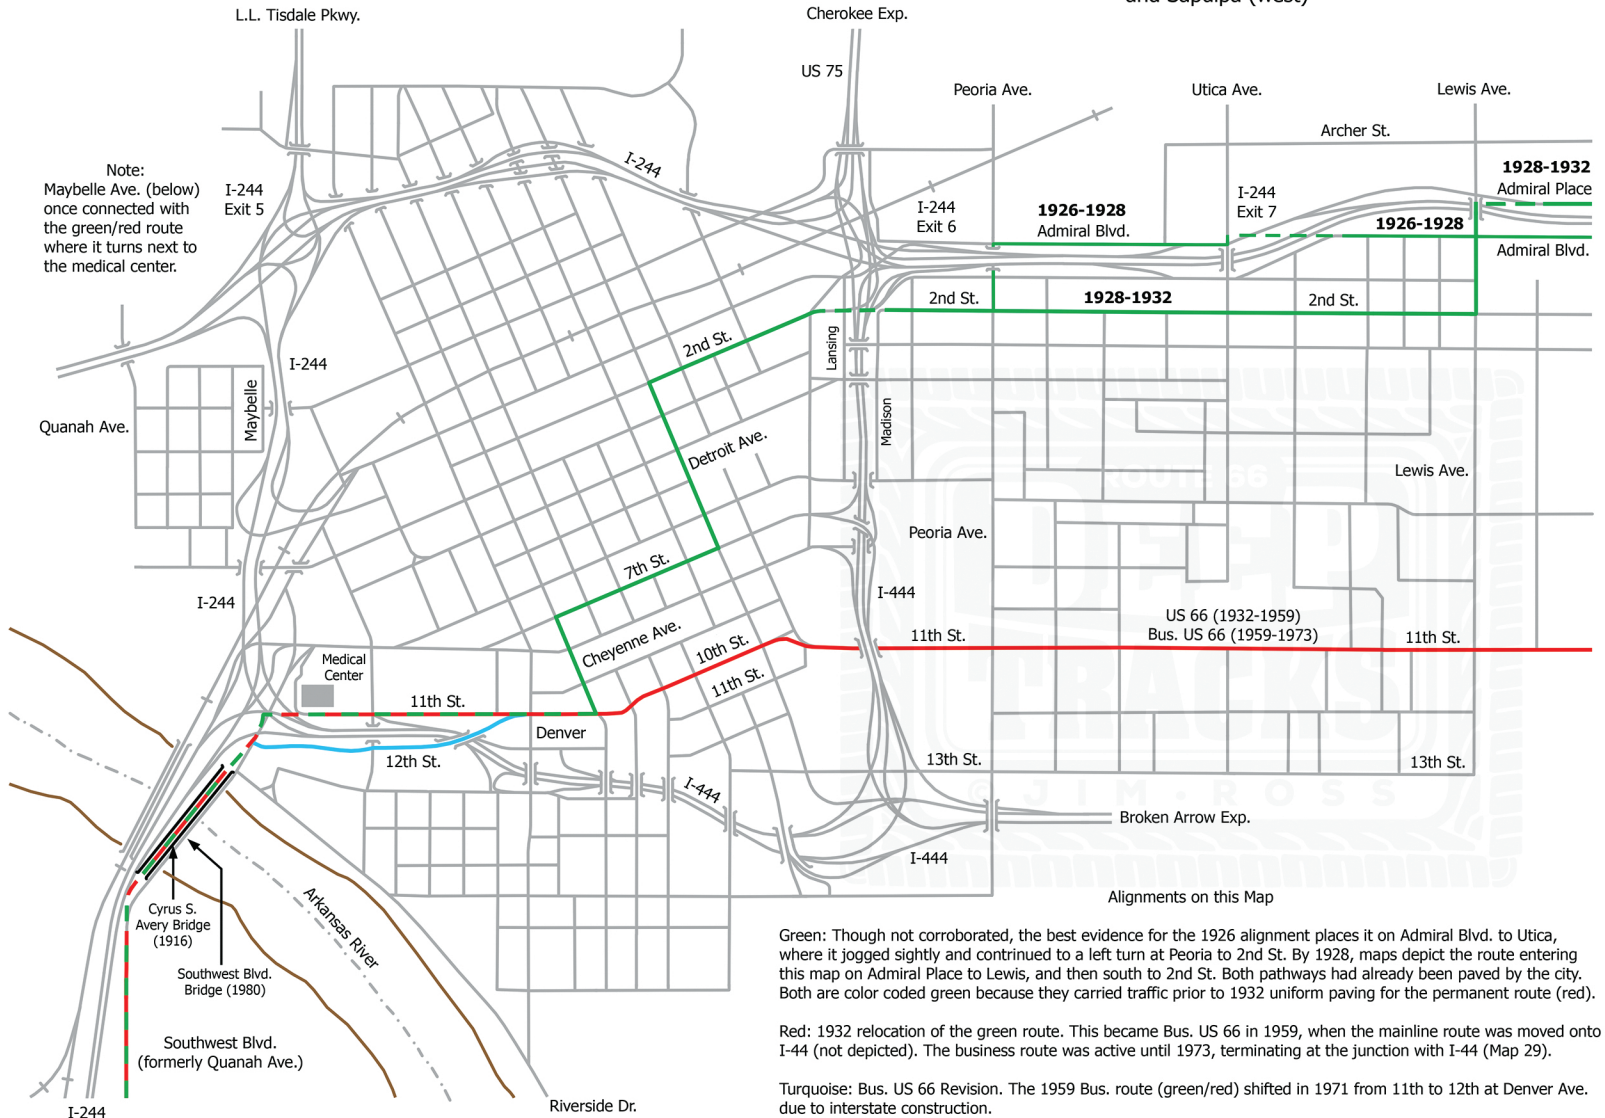 and Sapulpa (West)
L.L. Tisdale Pkwy.
Cherokee Exp.
US 75
Peoria Ave.
Utica Ave.
Lewis Ave.
Archer St.
I-244
1928-1932
Admiral Place
Note:
Maybelle Ave. (below)
once connected with
the green/red route
where it turns next to
the medical center.
I-244
Exit 5
I-244
Exit 6
1926-1928
Admiral Blvd.
I-244
Exit 7
1926-1928
Admiral Blvd.
2nd St.
1928-1932
2nd St.
2nd St.
Lansing
I-244
Maybelle
Quanah Ave.
Madison
Detroit Ave.
Lewis Ave.
ROUTE 66
DEEP
TRACKS
© JIM · ROSS
Peoria Ave.
7th St.
I-244
I-444
US 66 (1932-1959)
Bus. US 66 (1959-1973)
11th St.
11th St.
Cheyenne Ave.
10th St.
Medical
Center
11th St.
11th St.
Denver
12th St.
13th St.
13th St.
I-444
Broken Arrow Exp.
I-444
Cyrus S.
Avery Bridge
(1916)
Arkansas River
Southwest Blvd.
Bridge (1980)
Southwest Blvd.
(formerly Quanah Ave.)
I-244
Riverside Dr.
Alignments on this Map
Green: Though not corroborated, the best evidence for the 1926 alignment places it on Admiral Blvd. to Utica,
where it jogged sightly and contrinued to a left turn at Peoria to 2nd St. By 1928, maps depict the route entering
this map on Admiral Place to Lewis, and then south to 2nd St. Both pathways had already been paved by the city.
Both are color coded green because they carried traffic prior to 1932 uniform paving for the permanent route (red).
Red: 1932 relocation of the green route. This became Bus. US 66 in 1959, when the mainline route was moved onto
I-44 (not depicted). The business route was active until 1973, terminating at the junction with I-44 (Map 29).
Turquoise: Bus. US 66 Revision. The 1959 Bus. route (green/red) shifted in 1971 from 11th to 12th at Denver Ave.
due to interstate construction.